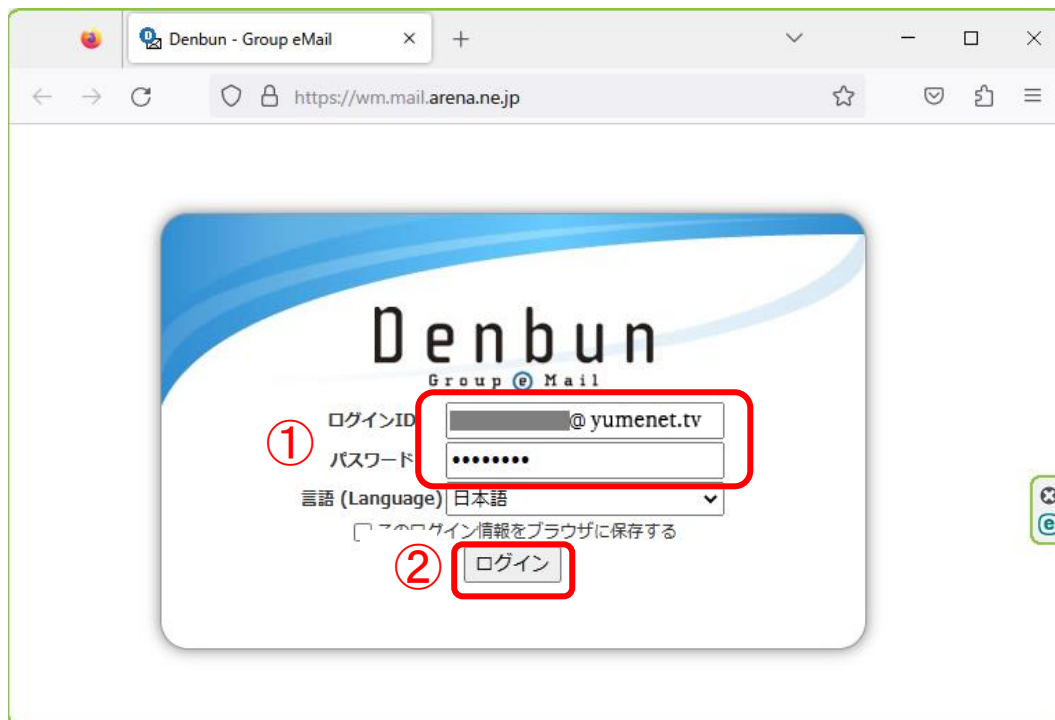 Denbun - Group eMail
https://wm.mail.arena.ne.jp
Denbun
Group e Mail
① ログインID @ yumenet.tv
パスワード ••••••••
言語 (Language) 日本語
このログイン情報をブラウザに保存する
② ログイン